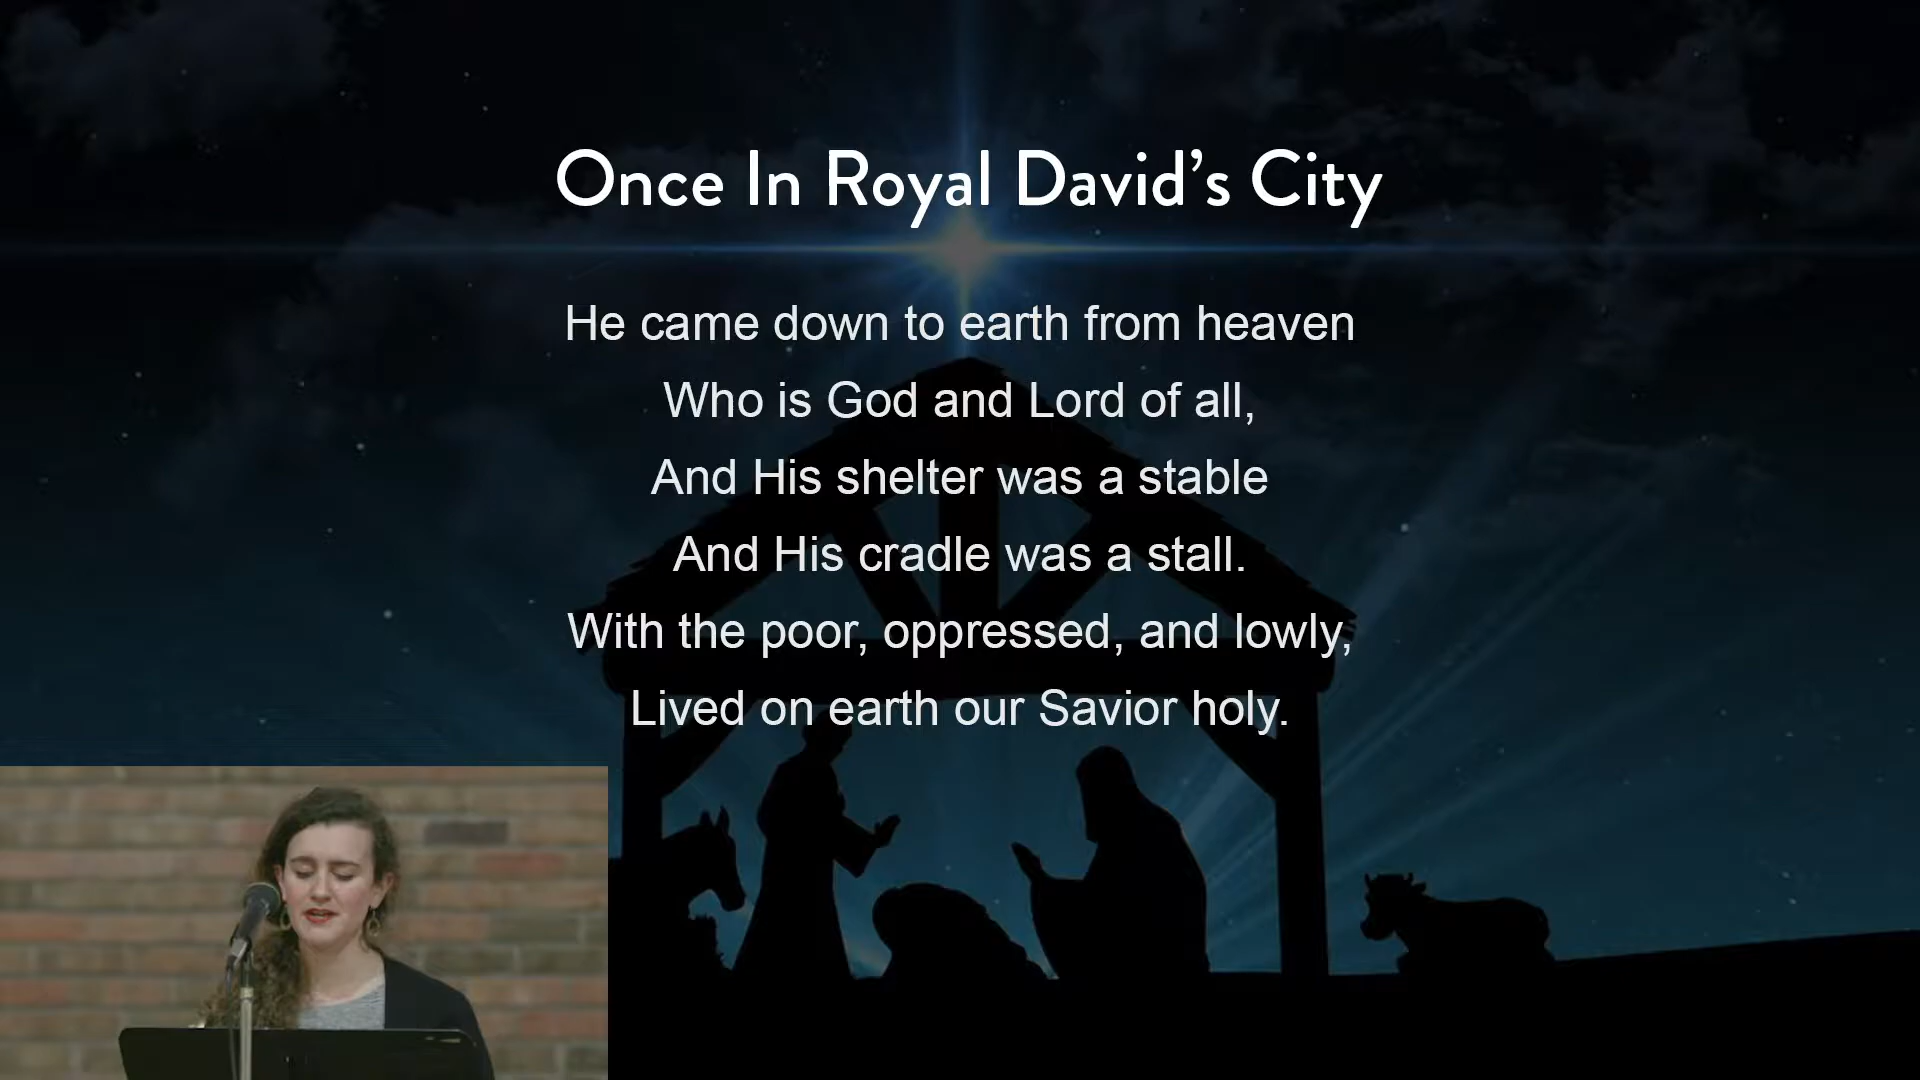 Once In Royal David’s City
He came down to earth from heaven
Who is God and Lord of all,
And His shelter was a stable
And His cradle was a stall.
With the poor, oppressed, and lowly,
Lived on earth our Savior holy.